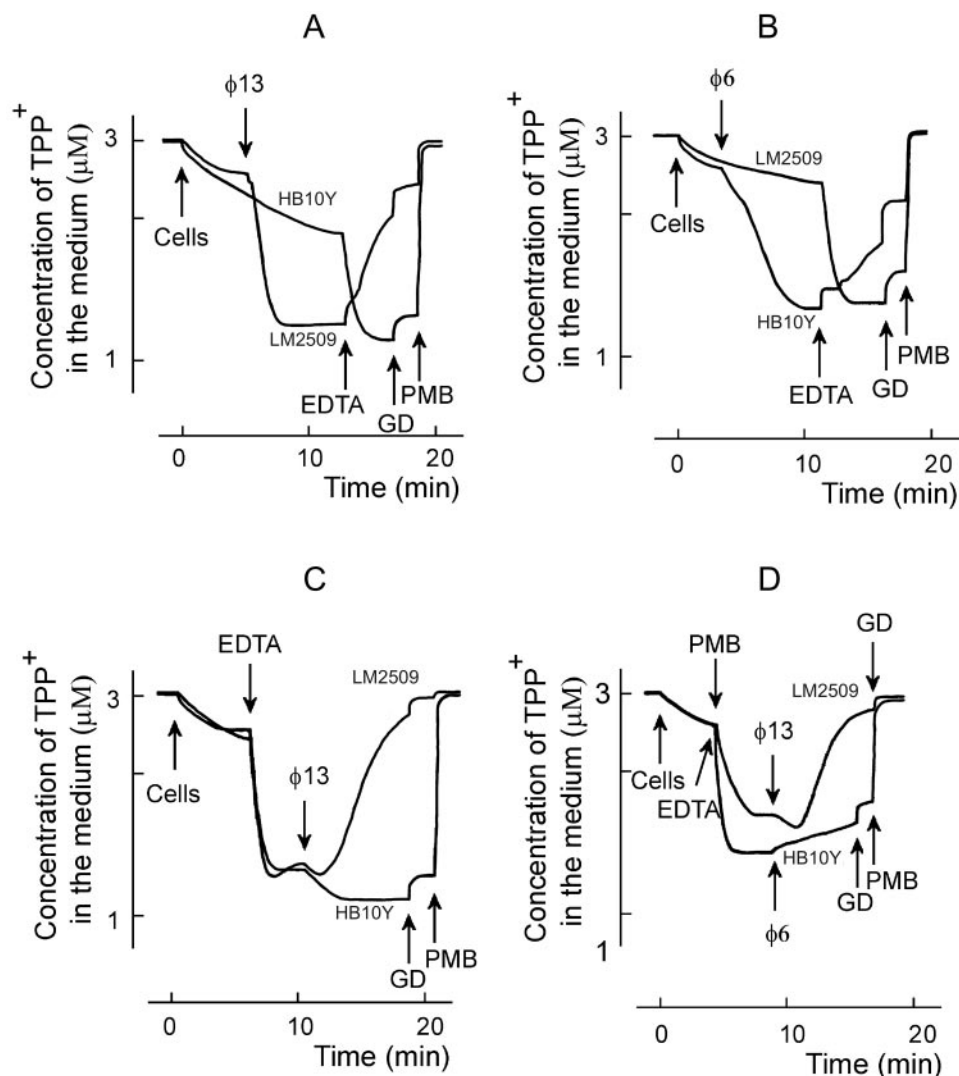 A
Concentration of TPP+
in the medium (μM)
3
1
ϕ13
Cells
HB10Y
LM2509
EDTA
GD
PMB
0 10 20
Time (min)
B
Concentration of TPP+
in the medium (μM)
3
1
ϕ6
Cells
LM2509
HB10Y
EDTA
GD
PMB
0 10 20
Time (min)
C
Concentration of TPP+
in the medium (μM)
3
1
EDTA
Cells
ϕ13
LM2509
HB10Y
GD
PMB
0 10 20
Time (min)
D
Concentration of TPP+
in the medium (μM)
3
1
PMB
GD
LM2509
Cells
EDTA
ϕ13
HB10Y
ϕ6
GD
PMB
0 10 20
Time (min)